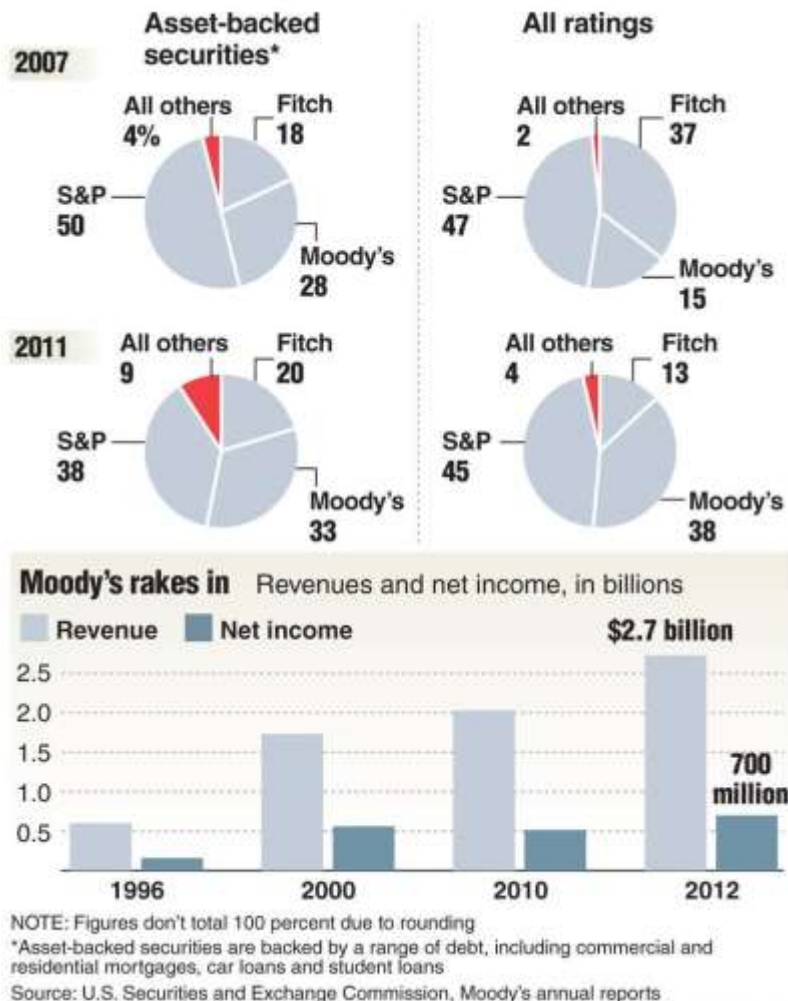 Asset-backed
securities*
All ratings
2007
All others
4%
Fitch
18
S&P
50
Moody's
28
All others
2
Fitch
37
S&P
47
Moody's
15
2011
All others
9
Fitch
20
S&P
38
Moody's
33
All others
4
Fitch
13
S&P
45
Moody's
38
Moody's rakes in Revenues and net income, in billions
Revenue Net income
$2.7 billion
2.5
2.0
1.5
1.0
0.5
700
million
1996 2000 2010 2012
NOTE: Figures don't total 100 percent due to rounding
*Asset-backed securities are backed by a range of debt, including commercial and
residential mortgages, car loans and student loans
Source: U.S. Securities and Exchange Commission, Moody's annual reports